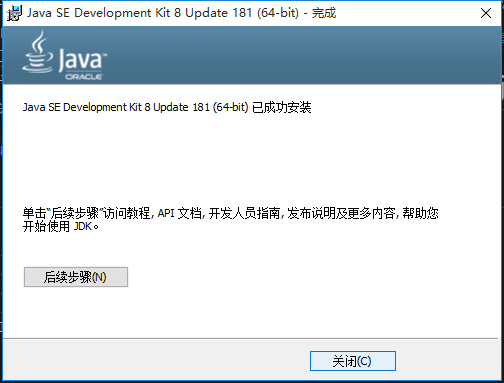 Java SE Development Kit 8 Update 181 (64-bit) - 完成
Java™
ORACLE
Java SE Development Kit 8 Update 181 (64-bit) 已成功安装
单击“后续步骤”访问教程, API 文档, 开发人员指南, 发布说明及更多内容, 帮助您
开始使用 JDK。
后续步骤(N)
关闭(C)